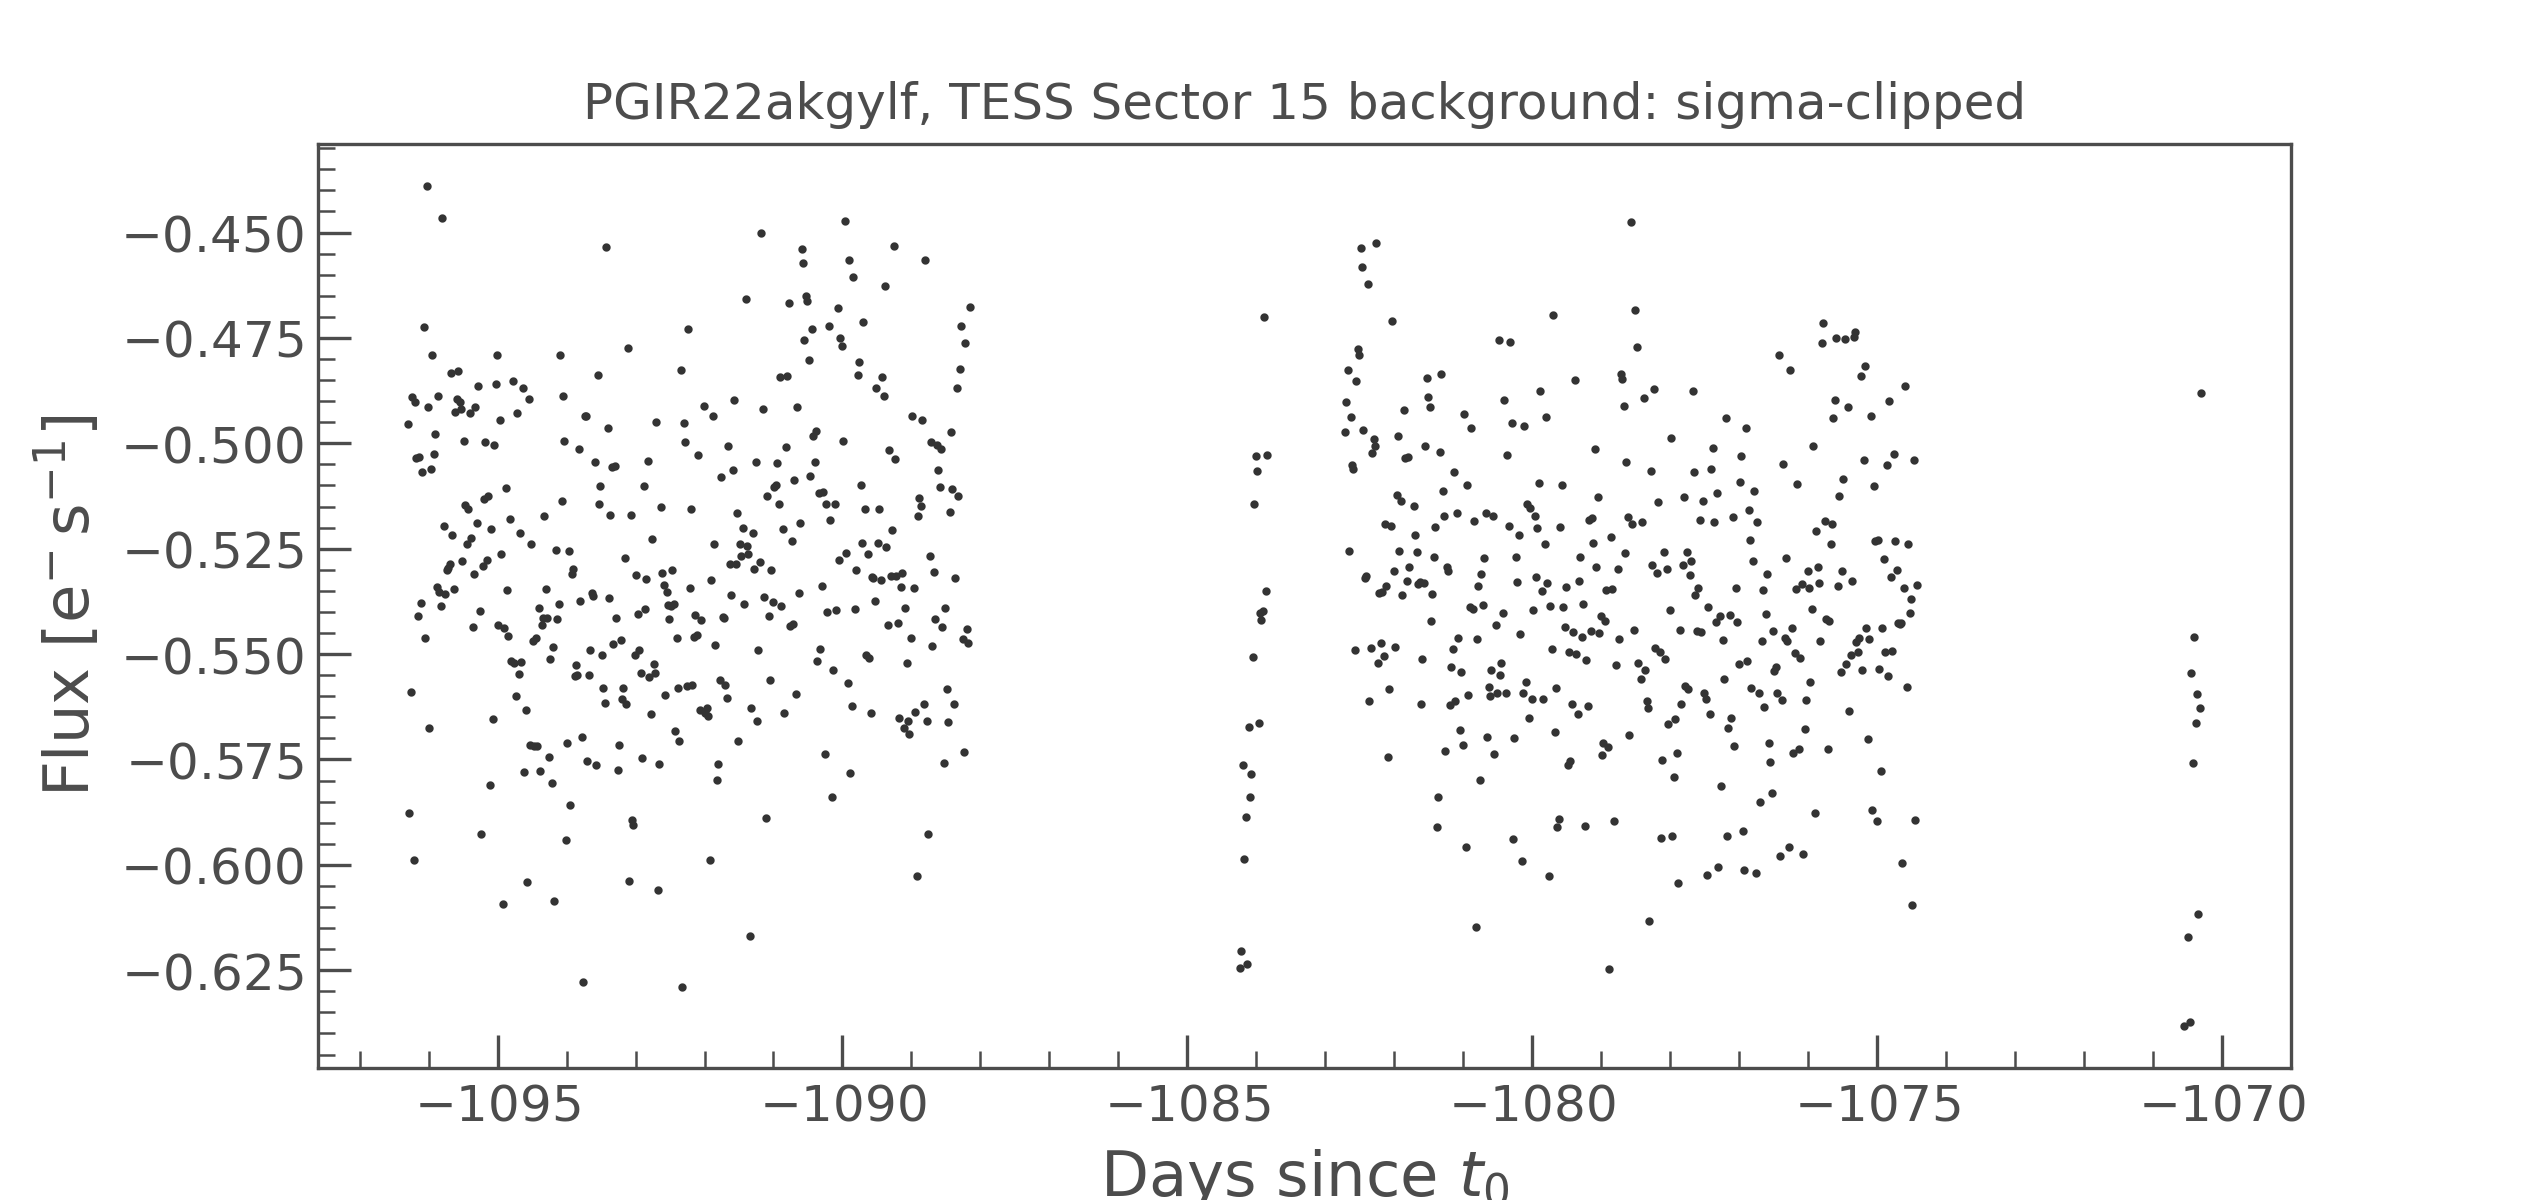 PGIR22akgylf, TESS Sector 15 background: sigma-clipped
Flux [e⁻ s⁻¹]
−0.450
−0.475
−0.500
−0.525
−0.550
−0.575
−0.600
−0.625
−1095 −1090 −1085 −1080 −1075 −1070
Days since t₀